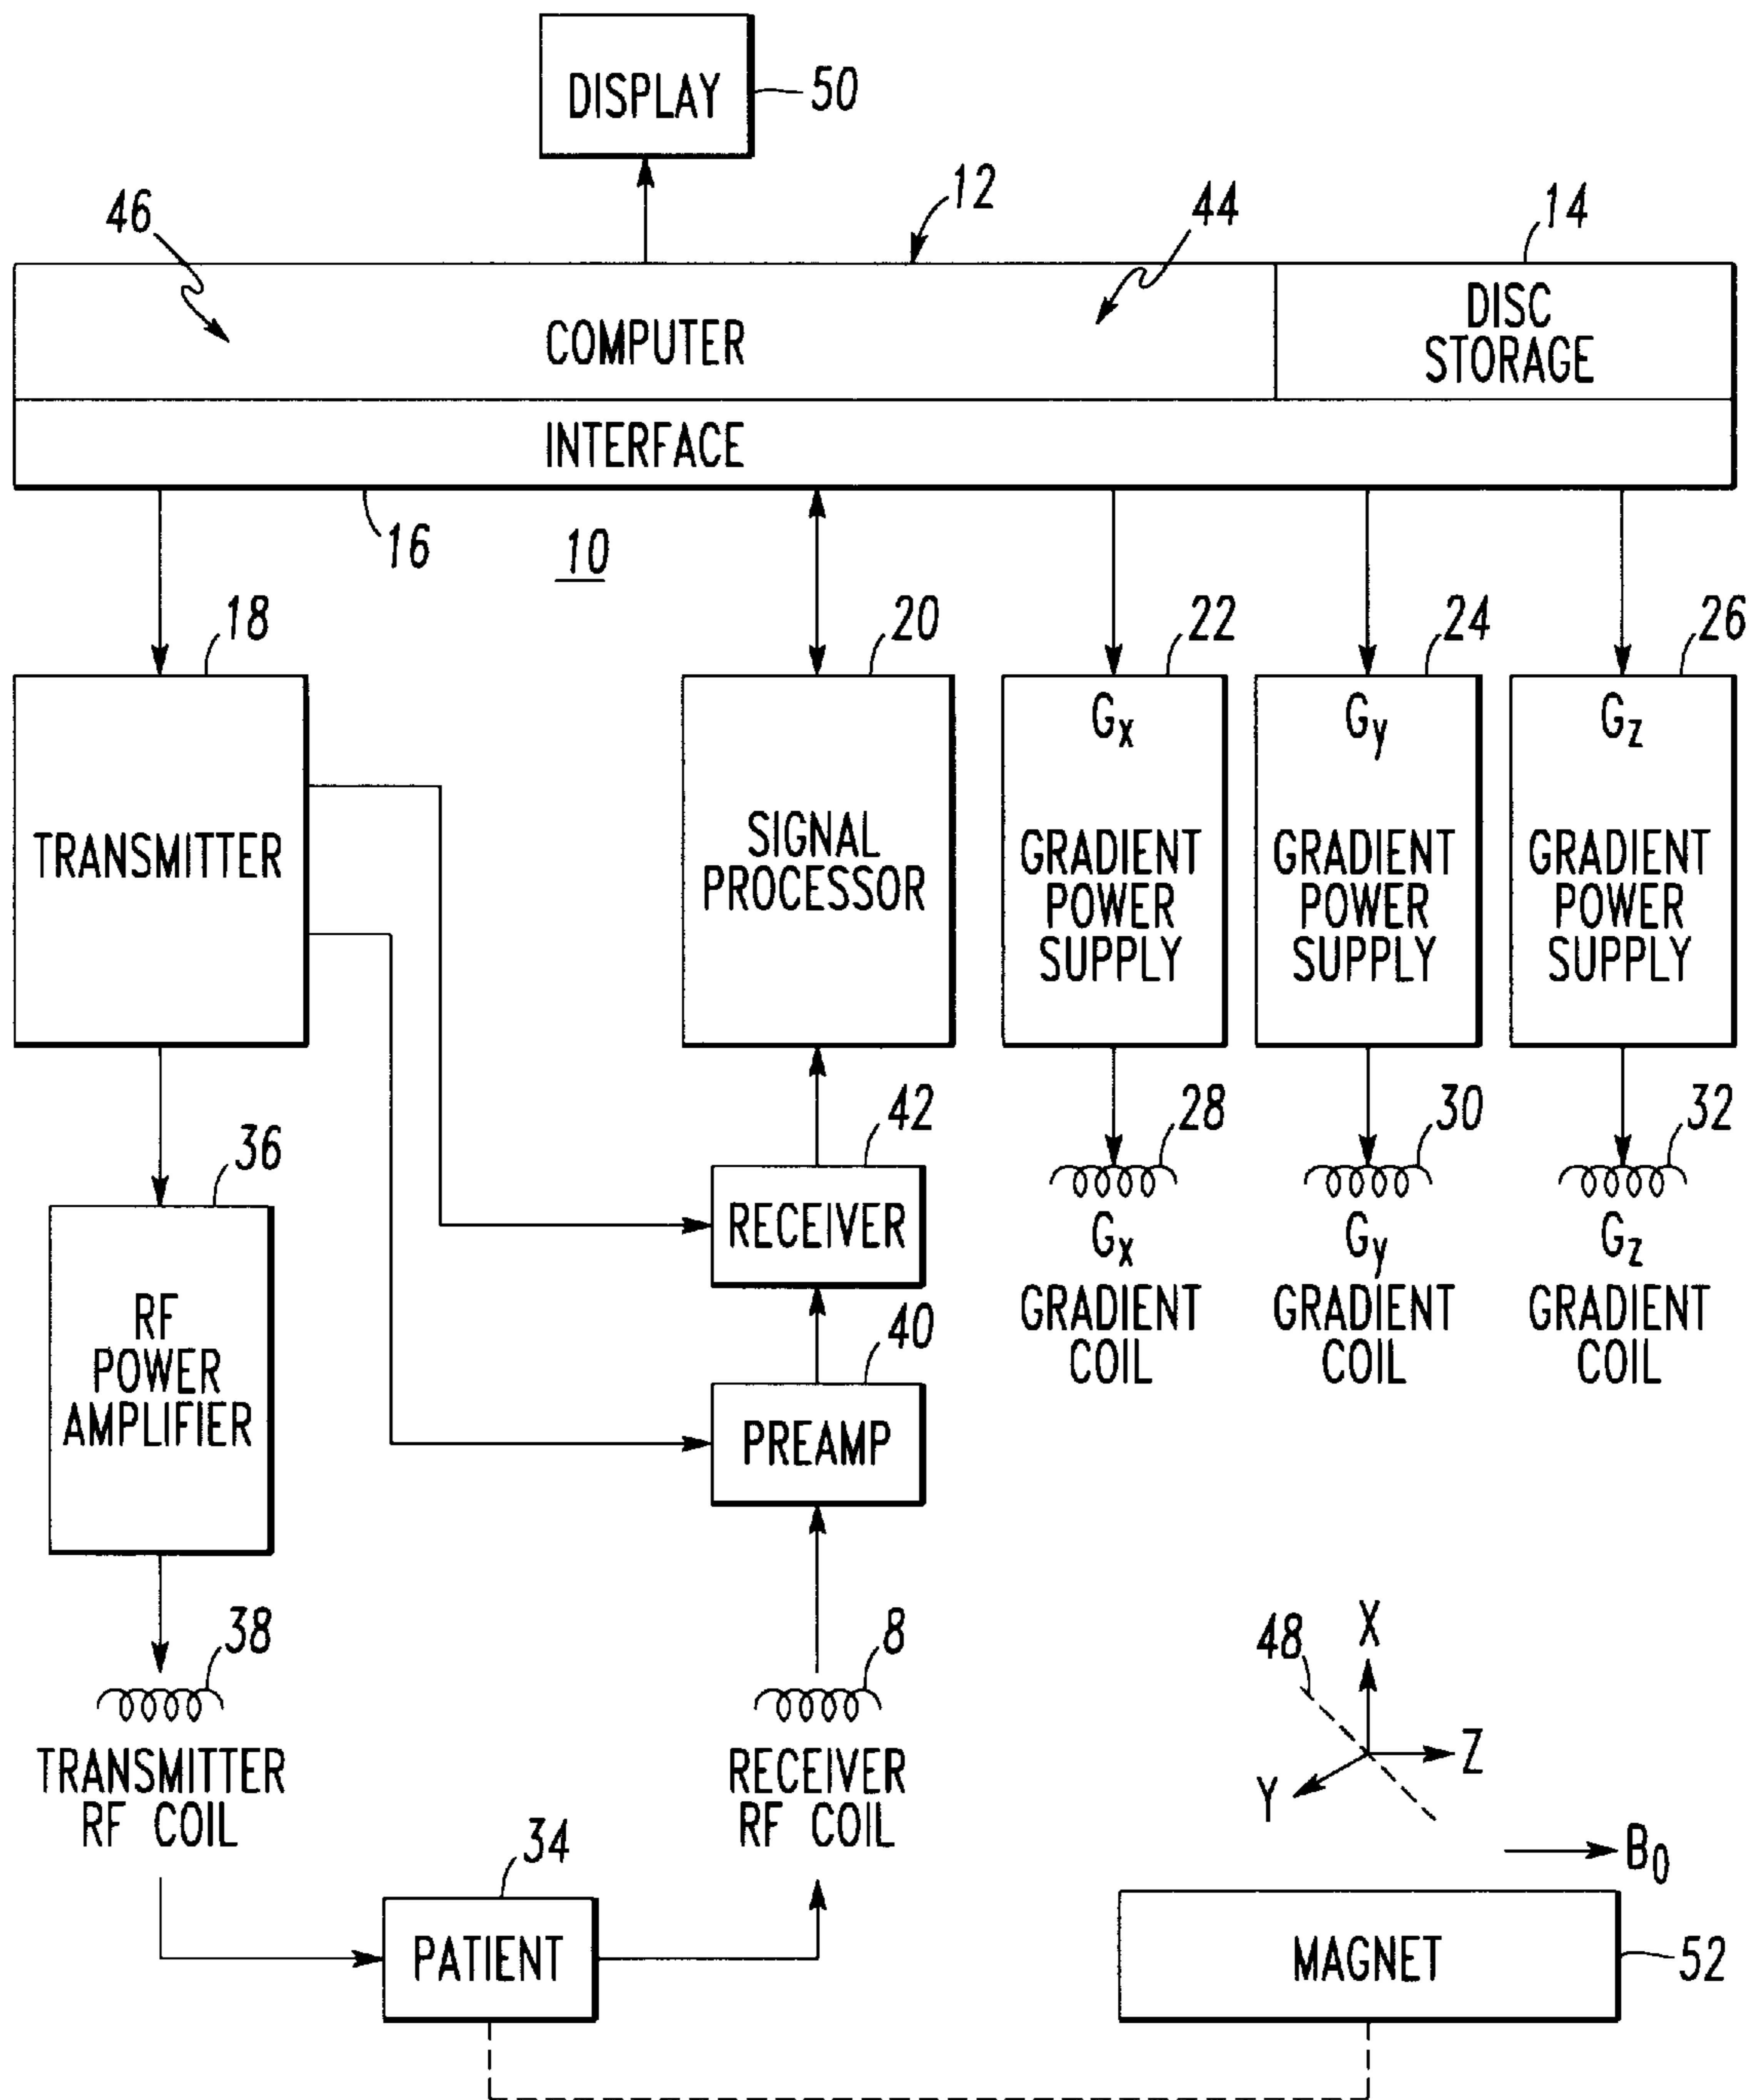 DISPLAY
50
46
12
44
14
COMPUTER
DISC
STORAGE
INTERFACE
16
10
18
20
22
24
26
TRANSMITTER
SIGNAL
PROCESSOR
Gx
GRADIENT
POWER
SUPPLY
Gy
GRADIENT
POWER
SUPPLY
Gz
GRADIENT
POWER
SUPPLY
36
42
28
30
32
RF
POWER
AMPLIFIER
RECEIVER
Gx
GRADIENT
COIL
Gy
GRADIENT
COIL
Gz
GRADIENT
COIL
40
PREAMP
38
8
TRANSMITTER
RF COIL
RECEIVER
RF COIL
48
X
Z
Y
B0
34
PATIENT
MAGNET
52